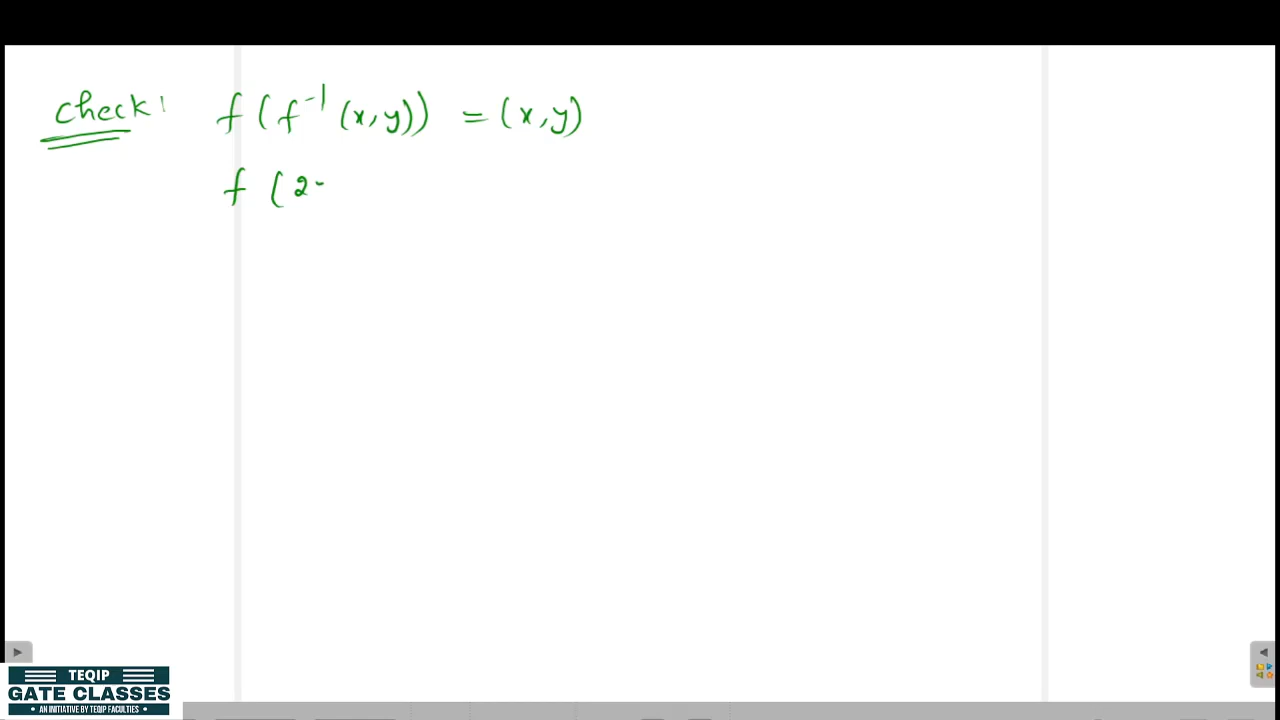 check:
f(f⁻¹(x,y)) = (x,y)
f (2-
TEQIP
GATE CLASSES
• AN INITIATIVE BY TEQIP FACULTIES •